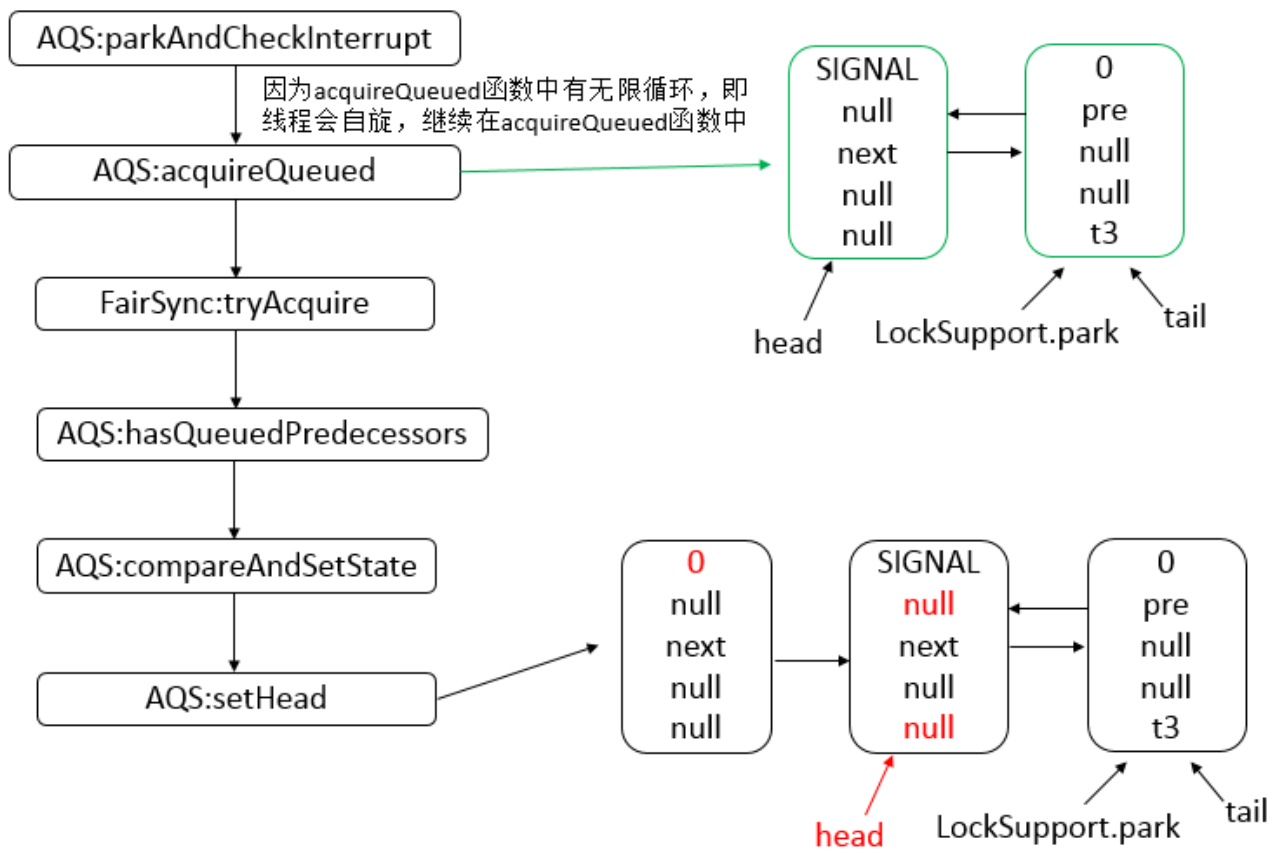 AQS:parkAndCheckInterrupt
因为acquireQueued函数中有无限循环，即
线程会自旋，继续在acquireQueued函数中
AQS:acquireQueued
FairSync:tryAcquire
AQS:hasQueuedPredecessors
AQS:compareAndSetState
AQS:setHead
SIGNAL
null
next
null
null
0
pre
null
null
t3
head
LockSupport.park
tail
0
null
next
null
null
SIGNAL
null
next
null
null
0
pre
null
null
t3
head
LockSupport.park
tail